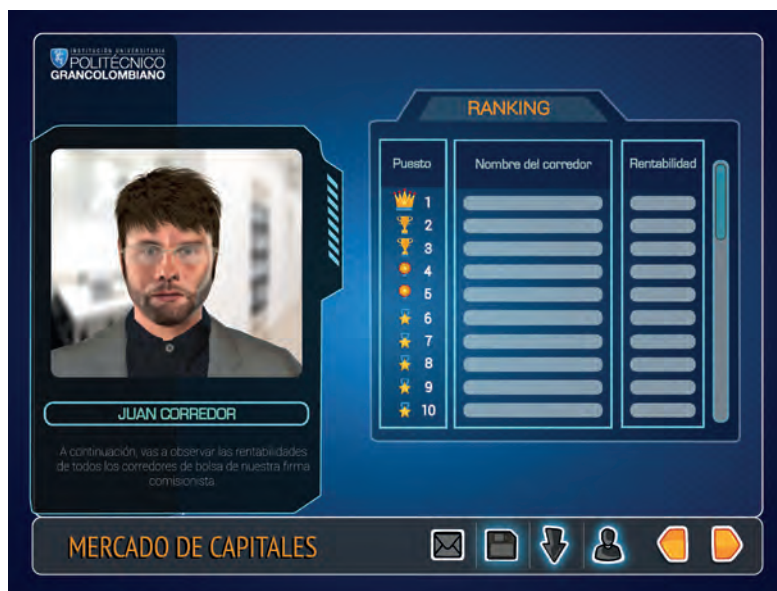 INSTITUCIÓN UNIVERSITARIA
POLITÉCNICO
GRANCOLOMBIANO
RANKING
Puesto Nombre del corredor Rentabilidad
1
2
3
4
5
6
7
8
9
10
JUAN CORREDOR
A continuación, vas a observar las rentabilidades
de todos los corredores de bolsa de nuestra firma
comisionista.
MERCADO DE CAPITALES